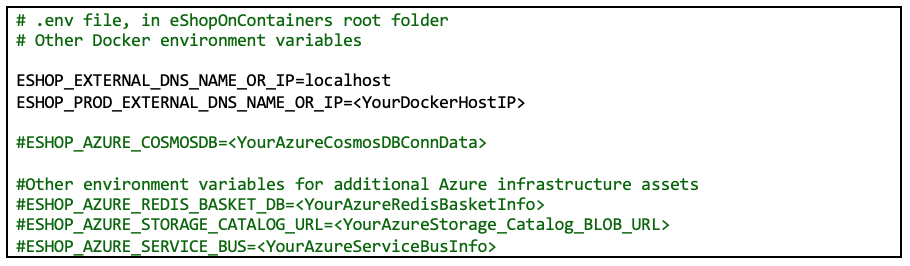 # .env file, in eShopOnContainers root folder
# Other Docker environment variables
ESHOP_EXTERNAL_DNS_NAME_OR_IP=localhost
ESHOP_PROD_EXTERNAL_DNS_NAME_OR_IP=<YourDockerHostIP>
#ESHOP_AZURE_COSMOSDB=<YourAzureCosmosDBConnData>
#Other environment variables for additional Azure infrastructure assets
#ESHOP_AZURE_REDIS_BASKET_DB=<YourAzureRedisBasketInfo>
#ESHOP_AZURE_STORAGE_CATALOG_URL=<YourAzureStorage_Catalog_BLOB_URL>
#ESHOP_AZURE_SERVICE_BUS=<YourAzureServiceBusInfo>